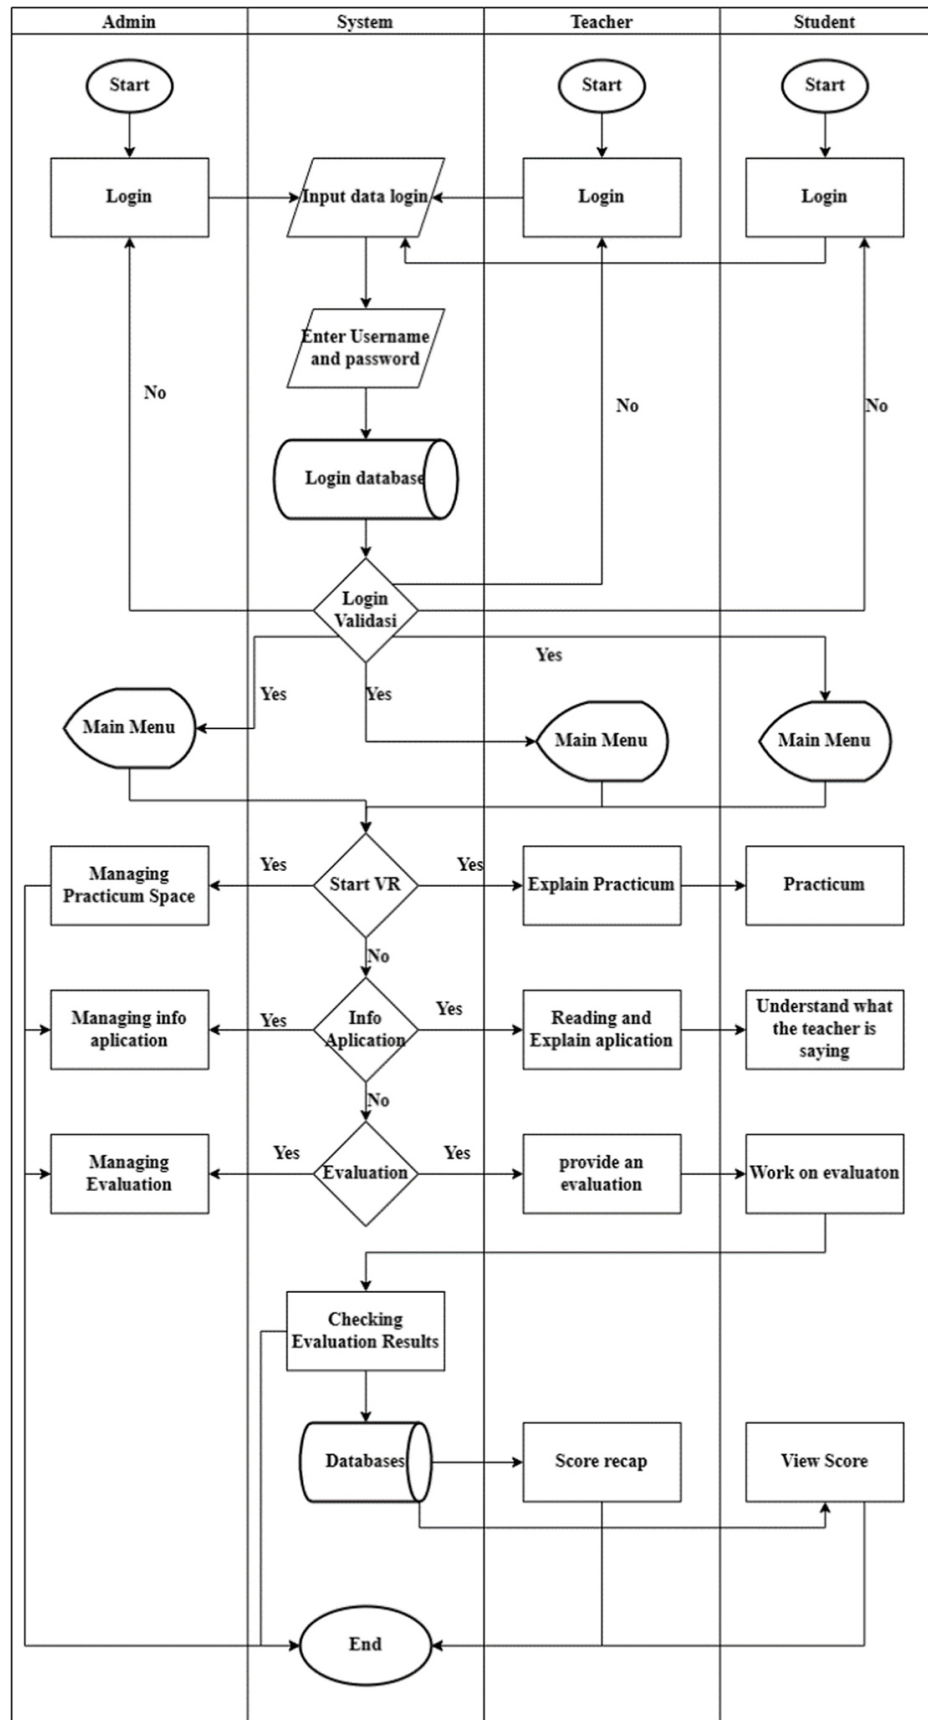 Admin
System
Teacher
Student
Start
Start
Start
Login
Input data login
Login
Login
Enter Username
and password
No
No
No
Login database
Login
Validasi
Yes
Yes
Yes
Main Menu
Main Menu
Main Menu
Managing
Practicum Space
Yes
Start VR
Yes
Explain Practicum
Practicum
No
Managing info
aplication
Yes
Info
Aplication
Yes
Reading and
Explain aplication
Understand what
the teacher is
saying
No
Managing
Evaluation
Yes
Evaluation
Yes
provide an
evaluation
Work on evaluaton
Checking
Evaluation Results
Databases
Score recap
View Score
End